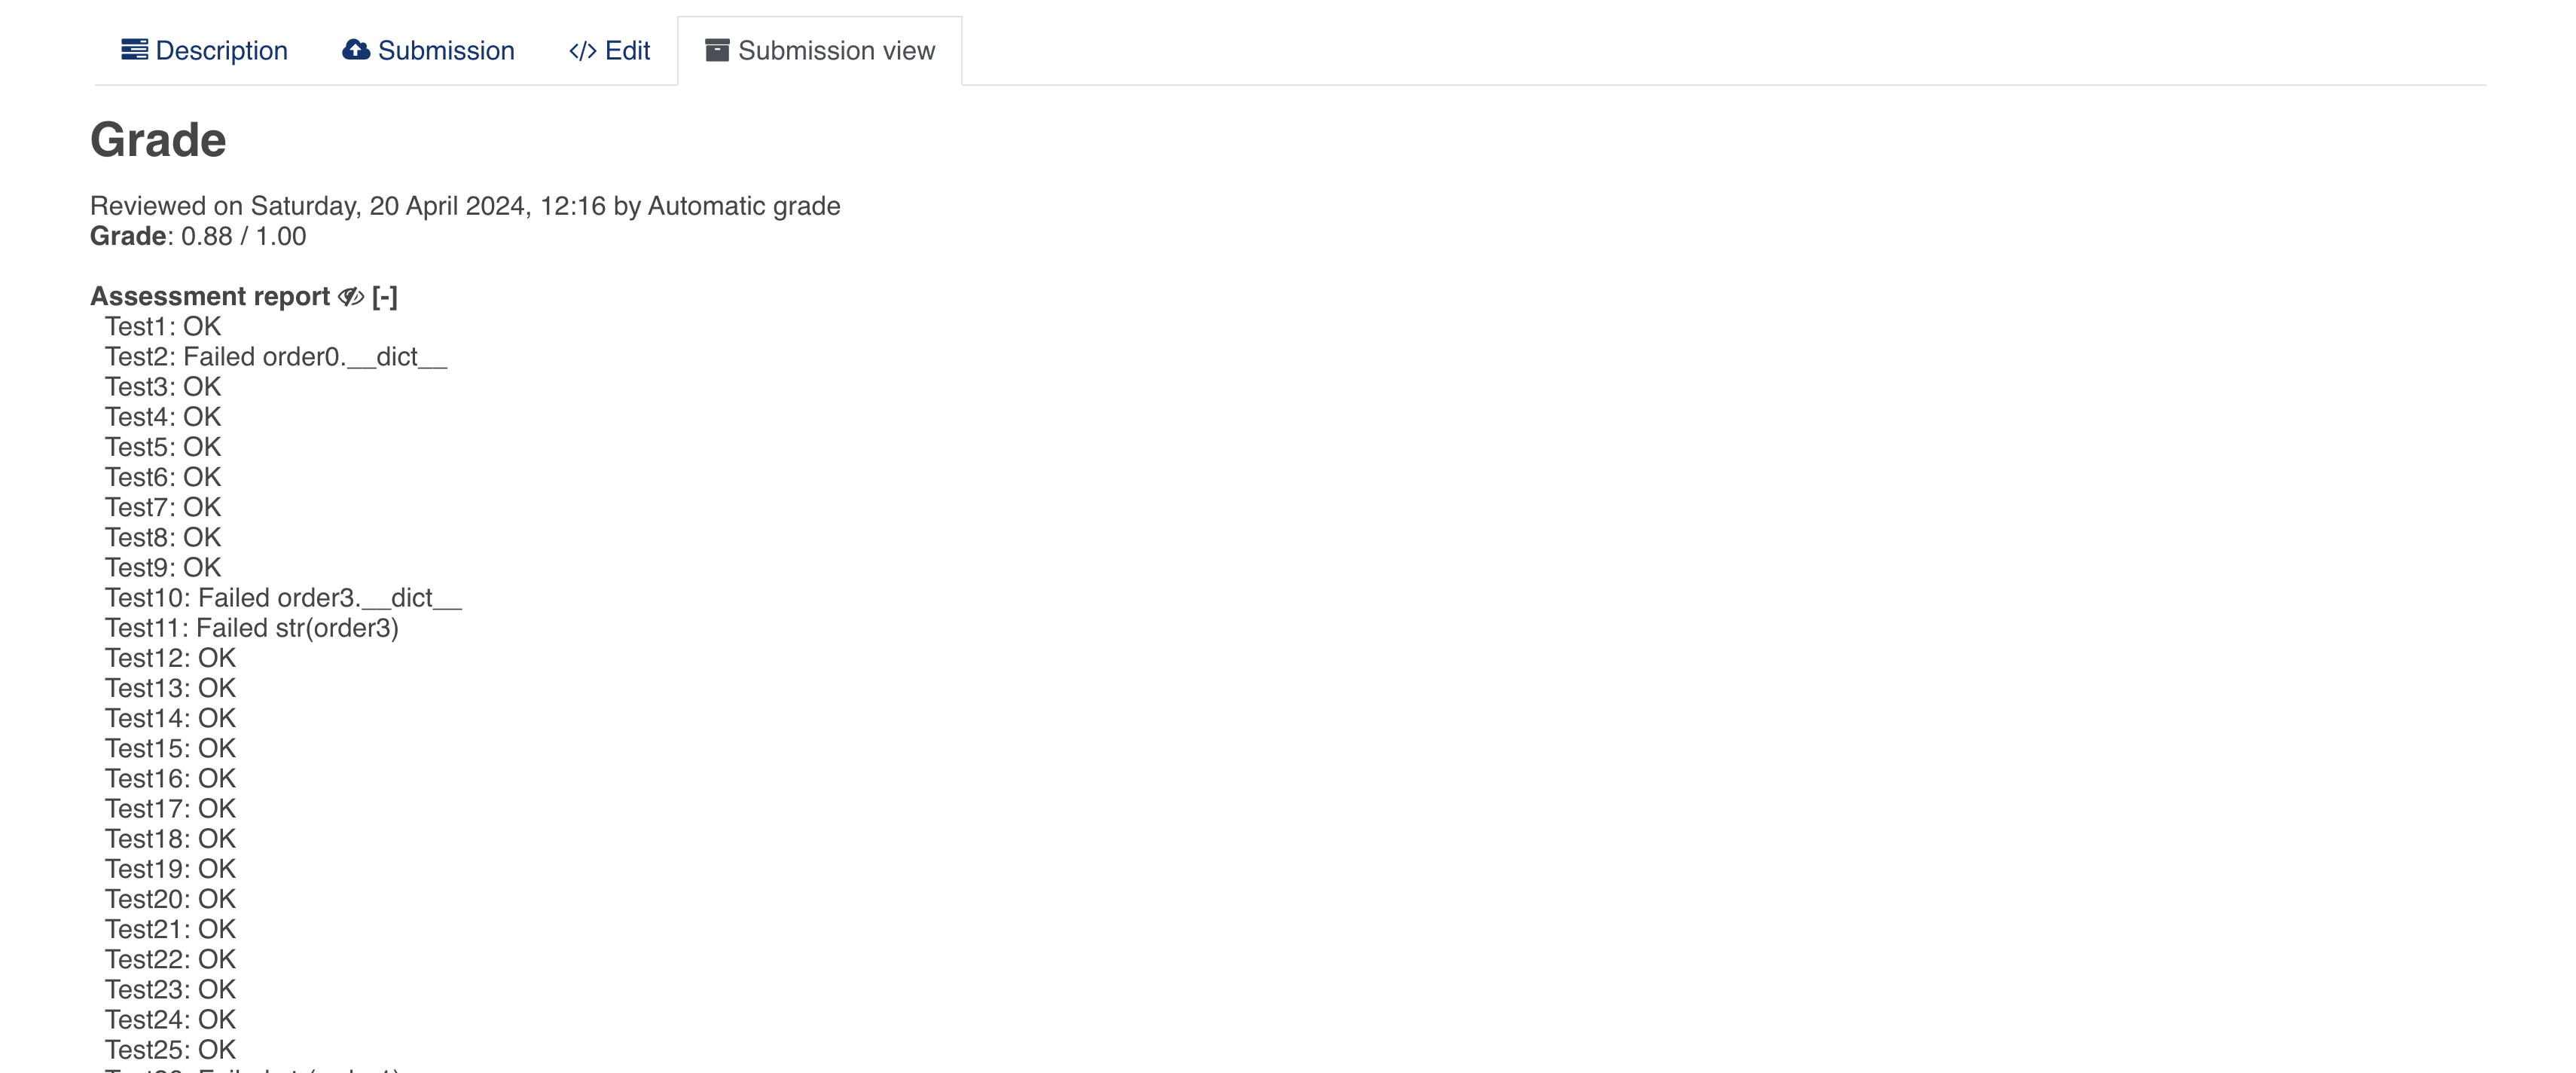 Description Submission </> Edit Submission view
Grade
Reviewed on Saturday, 20 April 2024, 12:16 by Automatic grade
Grade: 0.88 / 1.00
Assessment report [-]
Test1: OK
Test2: Failed order0.__dict__
Test3: OK
Test4: OK
Test5: OK
Test6: OK
Test7: OK
Test8: OK
Test9: OK
Test10: Failed order3.__dict__
Test11: Failed str(order3)
Test12: OK
Test13: OK
Test14: OK
Test15: OK
Test16: OK
Test17: OK
Test18: OK
Test19: OK
Test20: OK
Test21: OK
Test22: OK
Test23: OK
Test24: OK
Test25: OK